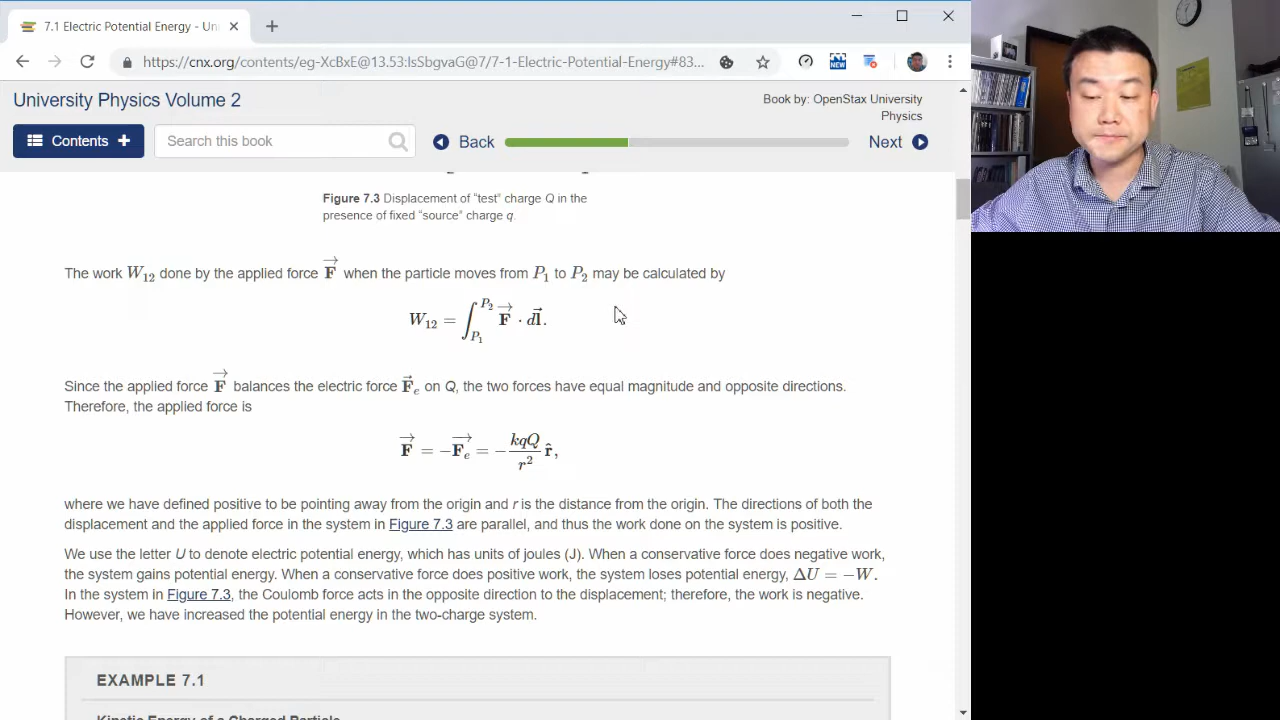 7.1 Electric Potential Energy - Uni
https://cnx.org/contents/eg-XcBxE@13.53:lsSbgvaG@7/7-1-Electric-Potential-Energy#83...
NEW
University Physics Volume 2
Book by: OpenStax University
Physics
Contents +
Search this book
Back
Next
Figure 7.3 Displacement of “test” charge Q in the
presence of fixed “source” charge q.
The work W₁₂ done by the applied force F⃗ when the particle moves from P₁ to P₂ may be calculated by
W₁₂ = ∫_{P₁}^{P₂} F⃗ · dl⃗.
Since the applied force F⃗ balances the electric force F⃗ₑ on Q, the two forces have equal magnitude and opposite directions.
Therefore, the applied force is
F⃗ = −F⃗ₑ = − kqQ/r² r̂,
where we have defined positive to be pointing away from the origin and r is the distance from the origin. The directions of both the
displacement and the applied force in the system in Figure 7.3 are parallel, and thus the work done on the system is positive.
We use the letter U to denote electric potential energy, which has units of joules (J). When a conservative force does negative work,
the system gains potential energy. When a conservative force does positive work, the system loses potential energy, ΔU = −W.
In the system in Figure 7.3, the Coulomb force acts in the opposite direction to the displacement; therefore, the work is negative.
However, we have increased the potential energy in the two-charge system.
EXAMPLE 7.1
Kinetic Energy of a Charged Particle